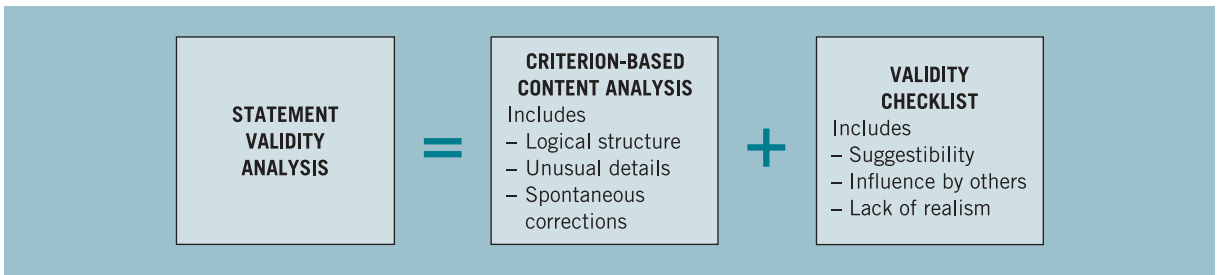 STATEMENT
VALIDITY
ANALYSIS
=
CRITERION-BASED
CONTENT ANALYSIS
Includes
– Logical structure
– Unusual details
– Spontaneous
corrections
+
VALIDITY
CHECKLIST
Includes
– Suggestibility
– Influence by others
– Lack of realism